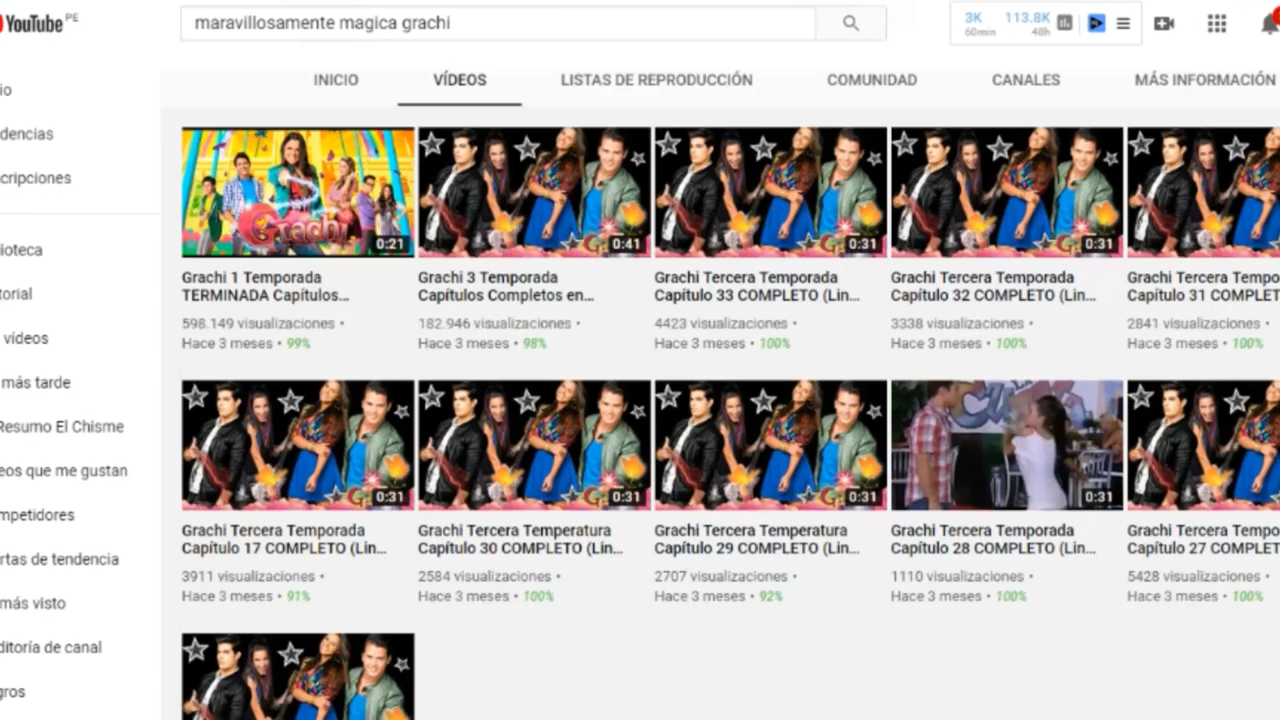 YouTube PE
maravillosamente magica grachi
3K 113.8K
60min 48h
INICIO VÍDEOS LISTAS DE REPRODUCCIÓN COMUNIDAD CANALES MÁS INFORMACIÓN
io
dencias
cripciones
lioteca
torial
vídeos
más tarde
Resumo El Chisme
eos que me gustan
mpetidores
rtas de tendencia
más visto
ditoría de canal
gros
Grachi
0:21 0:41 0:31 0:31
Grachi 1 Temporada
TERMINADA Capítulos...
598.149 visualizaciones •
Hace 3 meses • 99%
Grachi 3 Temporada
Capítulos Completos en...
182.946 visualizaciones •
Hace 3 meses • 98%
Grachi Tercera Temporada
Capítulo 33 COMPLETO (Lin...
4423 visualizaciones •
Hace 3 meses • 100%
Grachi Tercera Temporada
Capítulo 32 COMPLETO (Lin...
3338 visualizaciones •
Hace 3 meses • 100%
Grachi Tercera Tempo
Capítulo 31 COMPLET
2841 visualizaciones •
Hace 3 meses • 100%
0:31 0:31 0:31 0:31
Grachi Tercera Temporada
Capítulo 17 COMPLETO (Lin...
3911 visualizaciones •
Hace 3 meses • 91%
Grachi Tercera Temperatura
Capítulo 30 COMPLETO (Lin...
2584 visualizaciones •
Hace 3 meses • 100%
Grachi Tercera Temperatura
Capítulo 29 COMPLETO (Lin...
2707 visualizaciones •
Hace 3 meses • 92%
Grachi Tercera Temporada
Capítulo 28 COMPLETO (Lin...
1110 visualizaciones •
Hace 3 meses • 100%
Grachi Tercera Tempo
Capítulo 27 COMPLET
5428 visualizaciones •
Hace 3 meses • 100%